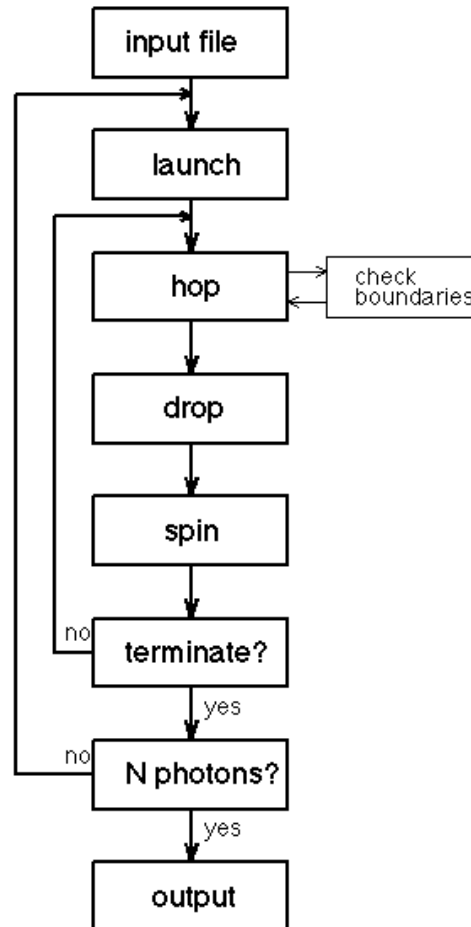 input file
launch
hop
check
boundaries
drop
spin
no
terminate?
yes
no
N photons?
yes
output